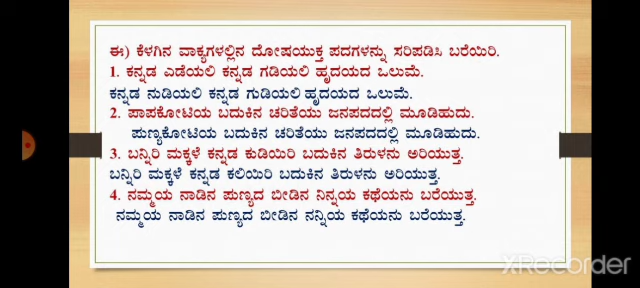 ಈ) ಕೆಳಗಿನ ವಾಕ್ಯಗಳಲ್ಲಿನ ದೋಷಯುಕ್ತ ಪದಗಳನ್ನು ಸರಿಪಡಿಸಿ ಬರೆಯಿರಿ.
1. ಕನ್ನಡ ಎಡೆಯಲಿ ಕನ್ನಡ ಗಡಿಯಲಿ ಹೃದಯದ ಒಲುಮೆ.
ಕನ್ನಡ ನುಡಿಯಲಿ ಕನ್ನಡ ಗುಡಿಯಲಿ ಹೃದಯದ ಒಲುಮೆ.
2. ಪಾಪಕೋಟಿಯ ಬದುಕಿನ ಚರಿತೆಯು ಜನಪದದಲ್ಲಿ ಮೂಡಿಹುದು.
ಪುಣ್ಯಕೋಟಿಯ ಬದುಕಿನ ಚರಿತೆಯು ಜನಪದದಲ್ಲಿ ಮೂಡಿಹುದು.
3. ಬನ್ನಿರಿ ಮಕ್ಕಳೆ ಕನ್ನಡ ಕುಡಿಯಿರಿ ಬದುಕಿನ ತಿರುಳನು ಅರಿಯುತ್ತ.
ಬನ್ನಿರಿ ಮಕ್ಕಳೆ ಕನ್ನಡ ಕಲಿಯಿರಿ ಬದುಕಿನ ತಿರುಳನು ಅರಿಯುತ್ತ.
4. ನಮ್ಮಯ ನಾಡಿನ ಪುಣ್ಯದ ಬೀಡಿನ ನಿನ್ನಯ ಕಥೆಯನು ಬರೆಯುತ್ತ.
ನಮ್ಮಯ ನಾಡಿನ ಪುಣ್ಯದ ಬೀಡಿನ ನನ್ನಿಯ ಕಥೆಯನು ಬರೆಯುತ್ತ.
XRecorder